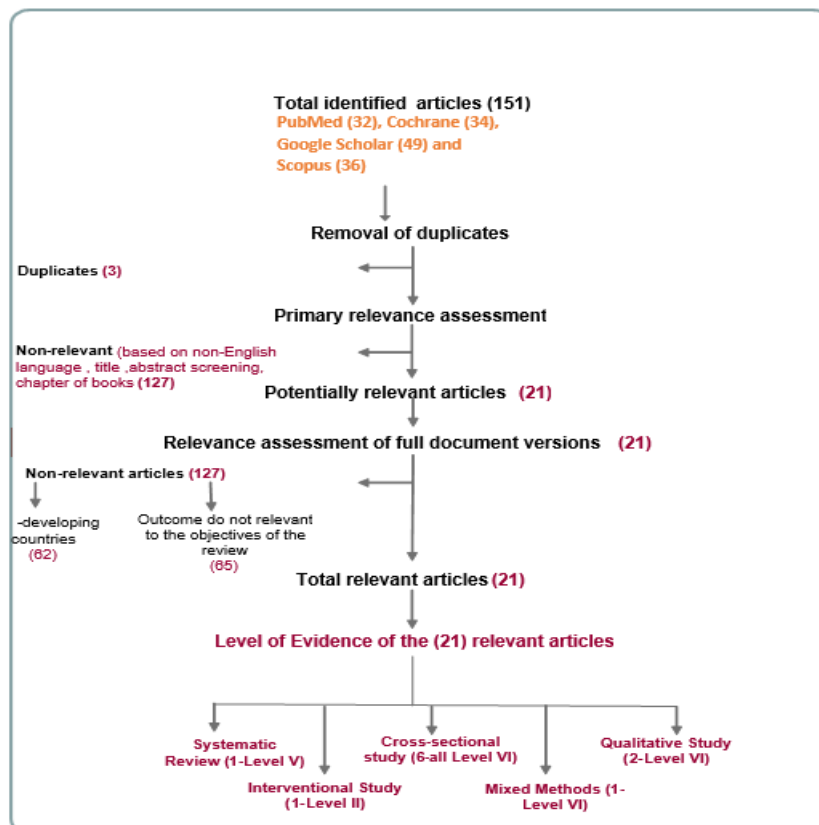 Total identified articles (151)
PubMed (32), Cochrane (34),
Google Scholar (49) and
Scopus (36)
Removal of duplicates
Duplicates (3)
Primary relevance assessment
Non-relevant (based on non-English
language , title ,abstract screening,
chapter of books (127)
Potentially relevant articles (21)
Relevance assessment of full document versions (21)
Non-relevant articles (127)
-developing
countries
(62)
Outcome do not relevant
to the objectives of the
review
(65)
Total relevant articles (21)
Level of Evidence of the (21) relevant articles
Systematic
Review (1-Level V)
Interventional Study
(1-Level II)
Cross-sectional
study (6-all Level VI)
Mixed Methods (1-
Level VI)
Qualitative Study
(2-Level VI)